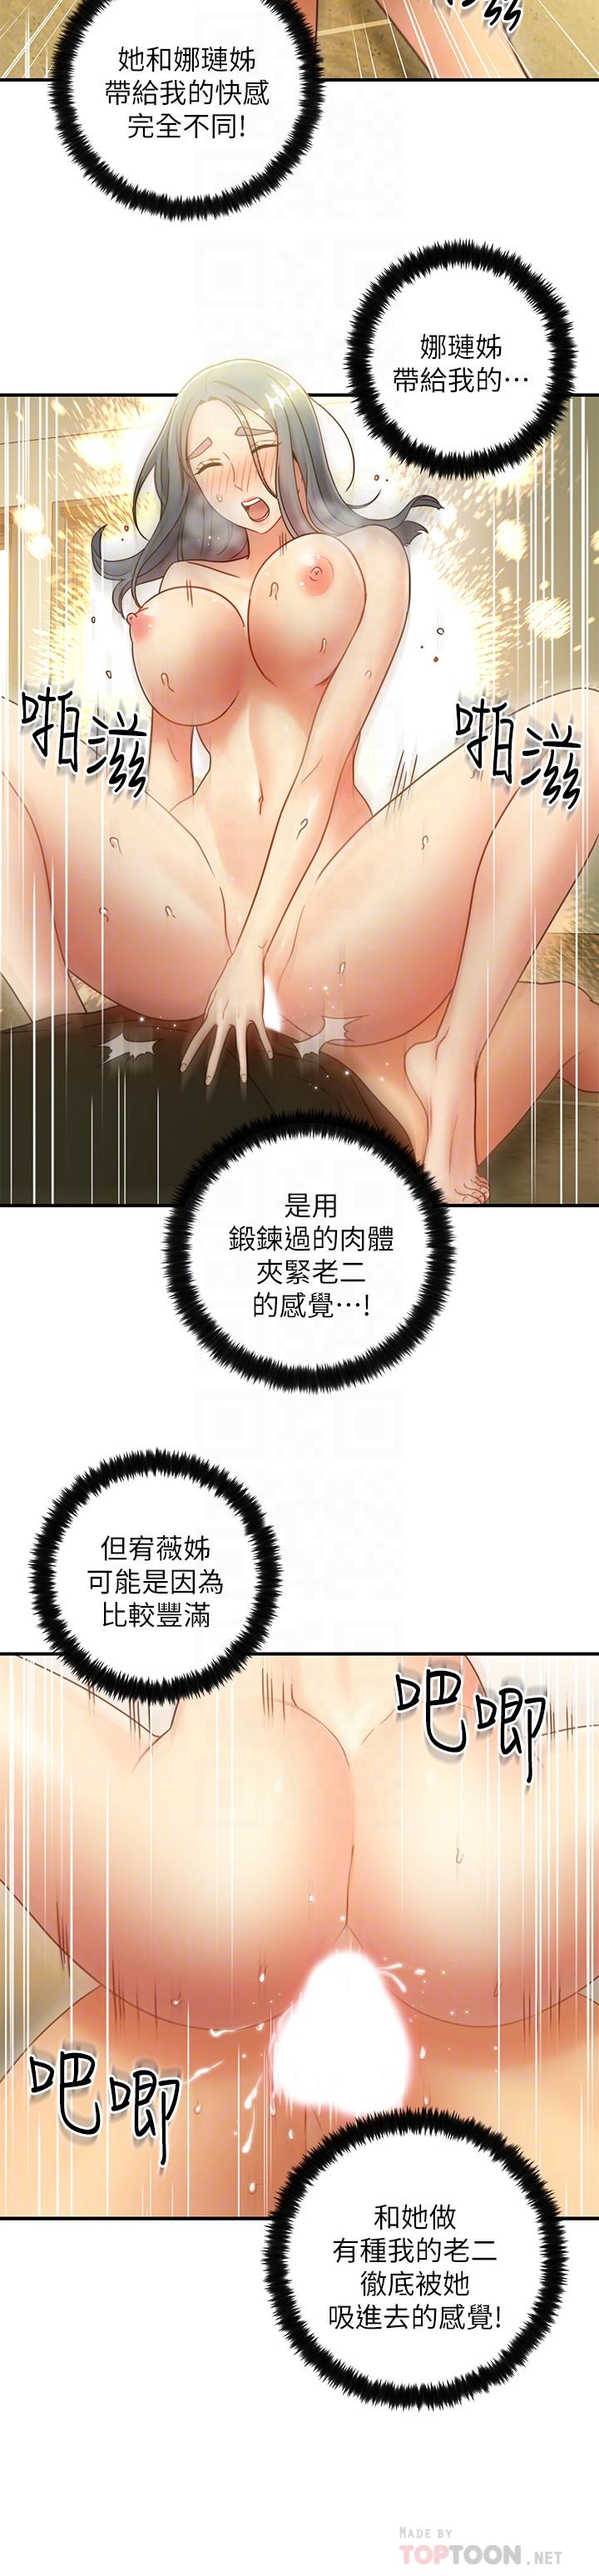 她和娜璉姊
帶給我的快感
完全不同!
娜璉姊
帶給我的…
啪滋
啪滋
是用
鍛鍊過的肉體
夾緊老二
的感覺…!
但宥薇姊
可能是因為
比較豐滿
吧唧
吧唧
和她做
有種我的老二
徹底被她
吸進去的感覺!
MADE BY
TOPTOON.NET